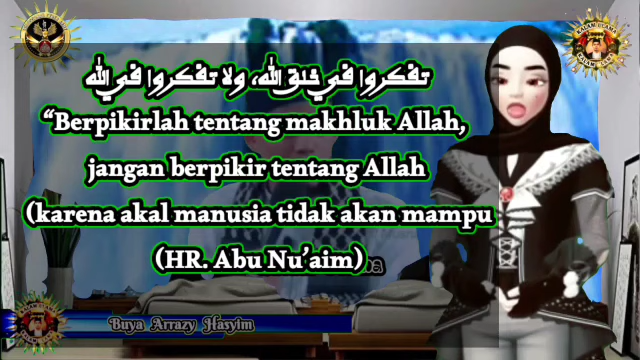 تفكروا في خلق الله، ولا تفكروا في الله
“Berpikirlah tentang makhluk Allah,
jangan berpikir tentang Allah
(karena akal manusia tidak akan mampu
(HR. Abu Nu’aim)
Buya Arrazy Hasyim